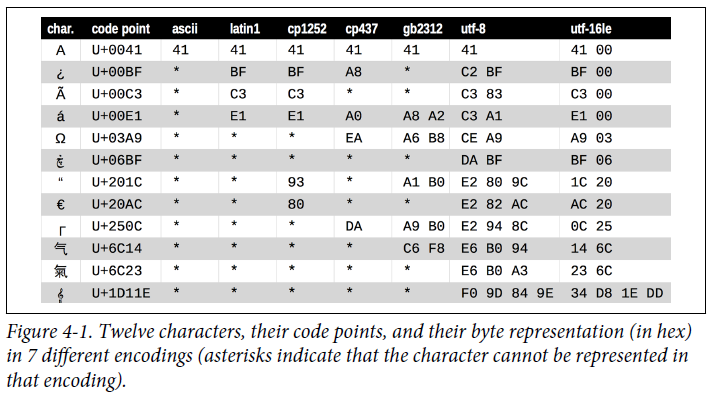 char. code point ascii latin1 cp1252 cp437 gb2312 utf-8 utf-16le
A U+0041 41 41 41 41 41 41 41 00
¿ U+00BF * BF BF A8 * C2 BF BF 00
Ã U+00C3 * C3 C3 * * C3 83 C3 00
á U+00E1 * E1 E1 A0 A8 A2 C3 A1 E1 00
Ω U+03A9 * * * EA A6 B8 CE A9 A9 03
ڿ U+06BF * * * * * DA BF BF 06
“ U+201C * * 93 * A1 B0 E2 80 9C 1C 20
€ U+20AC * * 80 * * E2 82 AC AC 20
┌ U+250C * * * DA A9 B0 E2 94 8C 0C 25
气 U+6C14 * * * * C6 F8 E6 B0 94 14 6C
氣 U+6C23 * * * * * E6 B0 A3 23 6C
𝄞 U+1D11E * * * * * F0 9D 84 9E 34 D8 1E DD
Figure 4-1. Twelve characters, their code points, and their byte representation (in hex)
in 7 different encodings (asterisks indicate that the character cannot be represented in
that encoding).